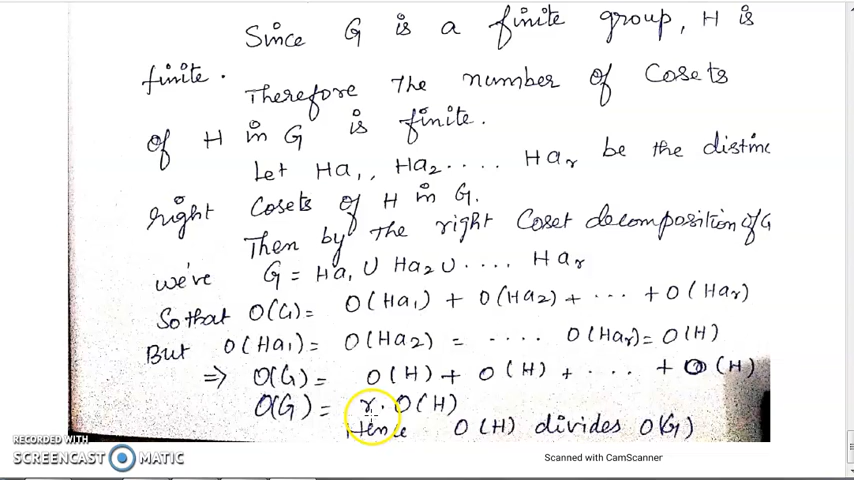 Since G is a finite group, H is
finite.
Therefore the number of Cosets
of H in G is finite.
Let Ha1, Ha2 .... Har be the distinc
right Cosets of H in G.
Then by the right Coset decomposition of G
we've G = Ha1 U Ha2 U .... Har
So that O(G) = O(Ha1) + O(Ha2) + ... + O(Har)
But O(Ha1) = O(Ha2) = .... O(Har) = O(H)
=> O(G) = O(H) + O(H) + ... + O(H)
O(G) = r. O(H)
Hence O(H) divides O(G)
RECORDED WITH
SCREENCAST MATIC
Scanned with CamScanner